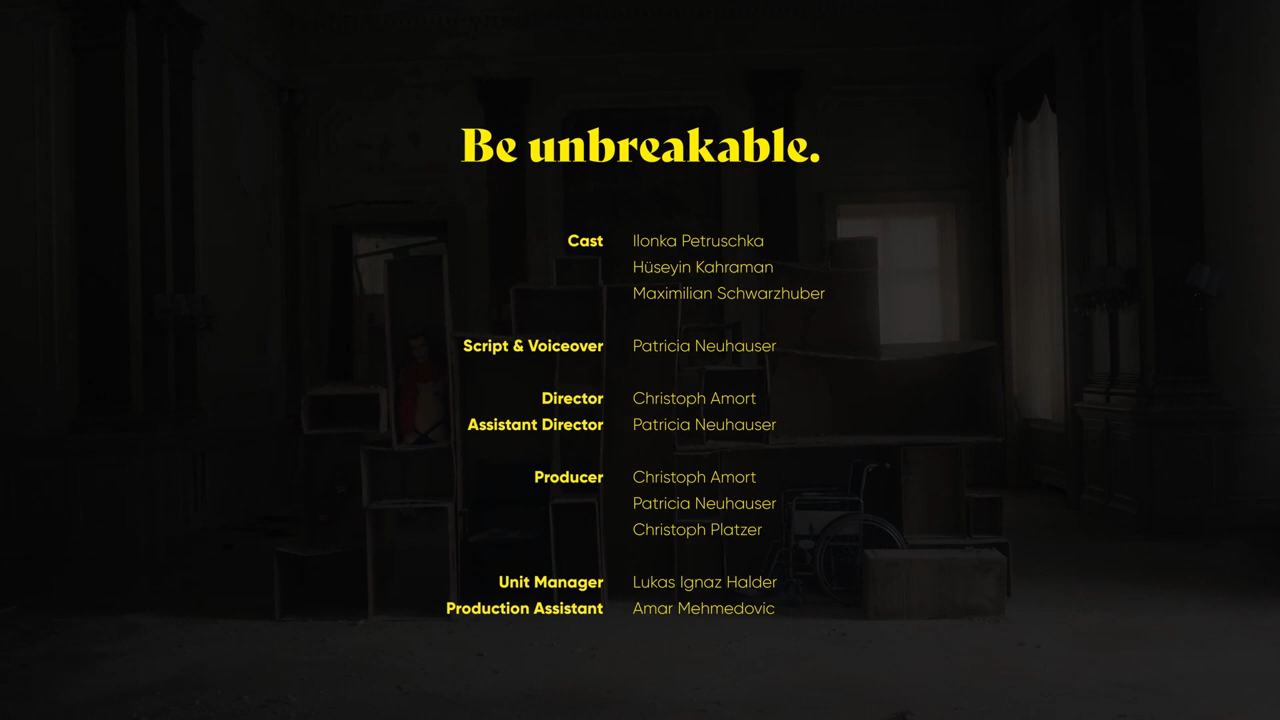 Be unbreakable.
Cast Ilonka Petruschka
Hüseyin Kahraman
Maximilian Schwarzhuber
Script & Voiceover Patricia Neuhauser
Director Christoph Amort
Assistant Director Patricia Neuhauser
Producer Christoph Amort
Patricia Neuhauser
Christoph Platzer
Unit Manager Lukas Ignaz Halder
Production Assistant Amar Mehmedovic